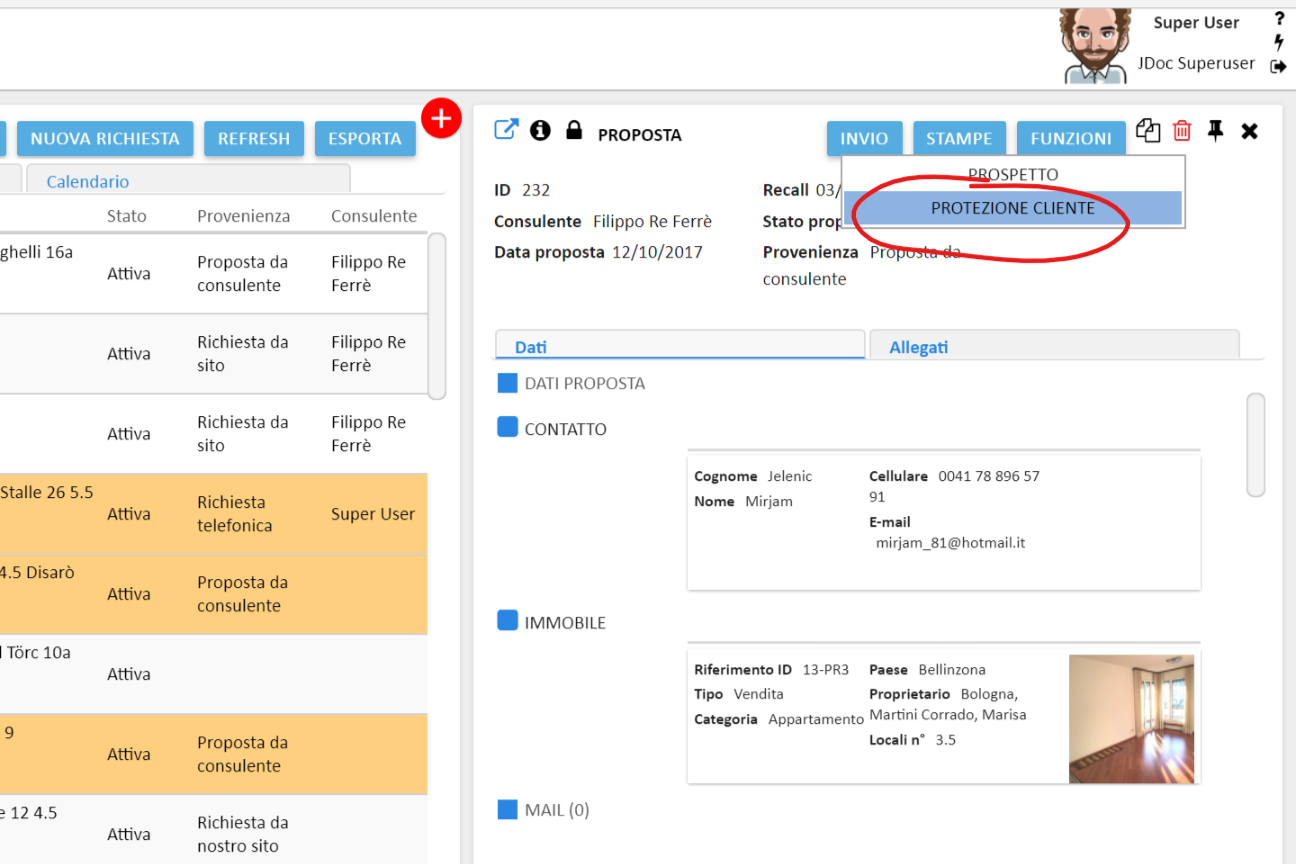 Super User
?
JDoc Superuser
NUOVA RICHIESTA
REFRESH
ESPORTA
Calendario
Stato Provenienza Consulente
ghelli 16a
Attiva
Proposta da
consulente
Filippo Re
Ferrè
Attiva
Richiesta da
sito
Filippo Re
Ferrè
Attiva
Richiesta da
sito
Filippo Re
Ferrè
Stalle 26 5.5
Attiva
Richiesta
telefonica
Super User
4.5 Disarò
Attiva
Proposta da
consulente
l Törc 10a
Attiva
9
Attiva
Proposta da
consulente
e 12 4.5
Attiva
Richiesta da
nostro sito
PROPOSTA
INVIO
STAMPE
FUNZIONI
PROSPETTO
PROTEZIONE CLIENTE
ID 232
Consulente Filippo Re Ferrè
Data proposta 12/10/2017
Recall 03/
Stato prop
Provenienza Proposta da
consulente
Dati
Allegati
DATI PROPOSTA
CONTATTO
Cognome Jelenic
Nome Mirjam
Cellulare 0041 78 896 57
91
E-mail
mirjam_81@hotmail.it
IMMOBILE
Riferimento ID 13-PR3
Tipo Vendita
Categoria Appartamento
Paese Bellinzona
Proprietario Bologna,
Martini Corrado, Marisa
Locali n° 3.5
MAIL (0)